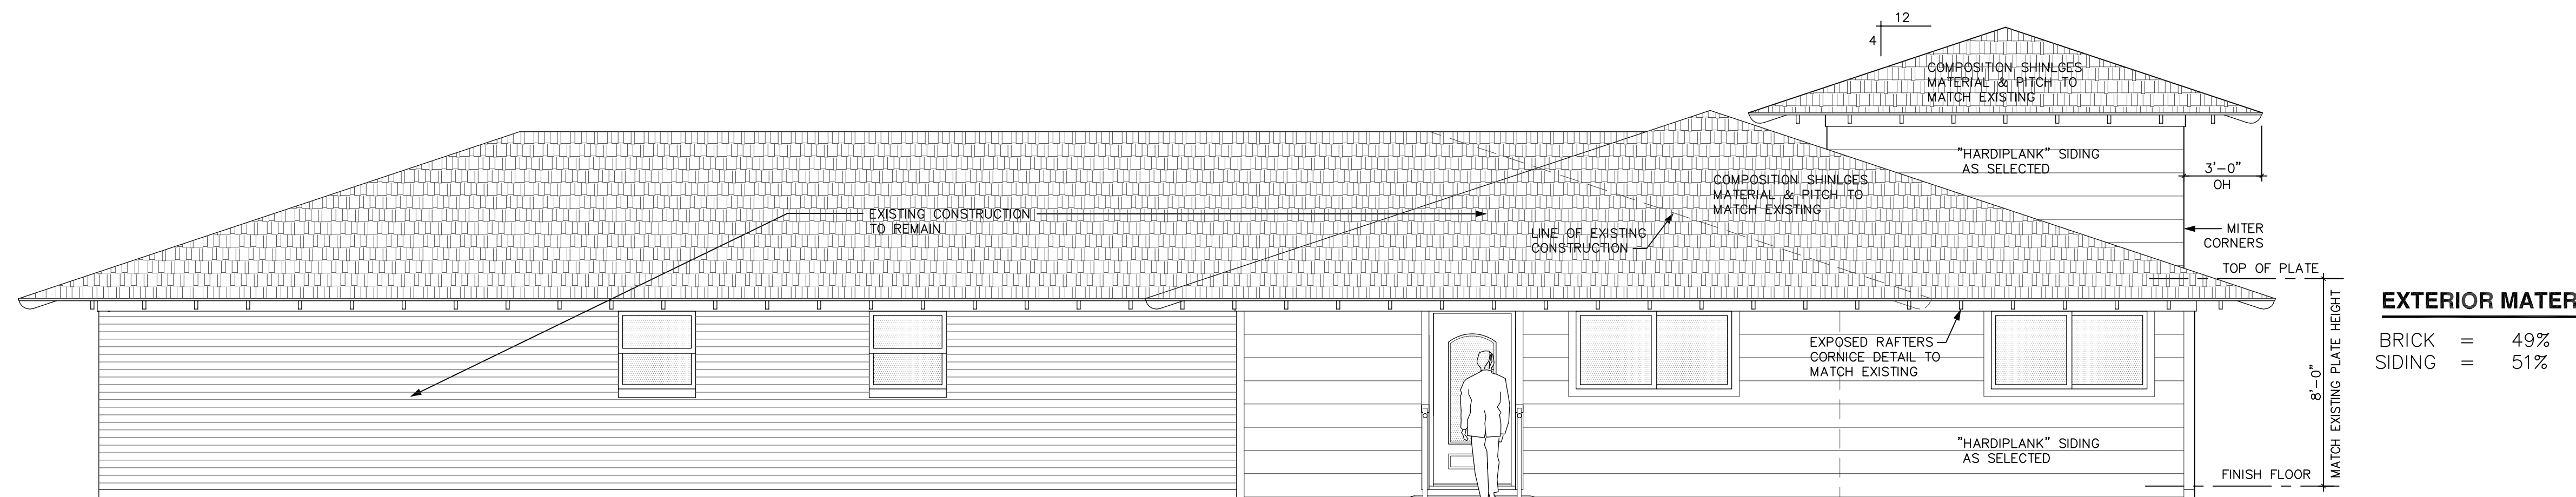 12
4
COMPOSITION SHINLGES
MATERIAL & PITCH TO
MATCH EXISTING
"HARDIPLANK" SIDING
AS SELECTED
3'-0"
OH
COMPOSITION SHINLGES
MATERIAL & PITCH TO
MATCH EXISTING
EXISTING CONSTRUCTION
TO REMAIN
LINE OF EXISTING
CONSTRUCTION
MITER
CORNERS
TOP OF PLATE
EXPOSED RAFTERS
CORNICE DETAIL TO
MATCH EXISTING
8'-0"
MATCH EXISTING PLATE HEIGHT
"HARDIPLANK" SIDING
AS SELECTED
FINISH FLOOR
EXTERIOR MATER
BRICK = 49%
SIDING = 51%